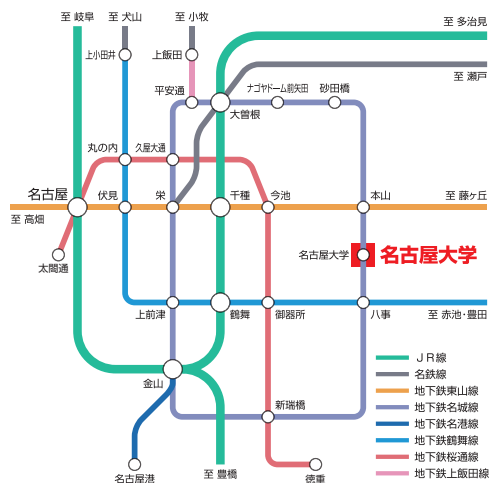 至 岐阜
至 犬山
至 小牧
至 多治見
上小田井
上飯田
至 瀬戸
平安通
ナゴヤドーム前矢田
砂田橋
大曽根
丸の内
久屋大通
名古屋
伏見
栄
千種
今池
本山
至 藤ヶ丘
至 高畑
名古屋大学
名古屋大学
太閤通
上前津
鶴舞
御器所
八事
至 赤池・豊田
ＪＲ線
名鉄線
金山
地下鉄東山線
新瑞橋
地下鉄名城線
地下鉄名港線
地下鉄鶴舞線
地下鉄桜通線
至 豊橋
地下鉄上飯田線
名古屋港
徳重